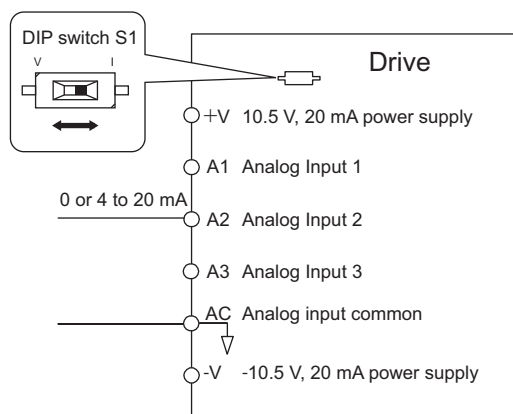 DIP switch S1
V I
Drive
+V 10.5 V, 20 mA power supply
A1 Analog Input 1
0 or 4 to 20 mA
A2 Analog Input 2
A3 Analog Input 3
AC Analog input common
-V -10.5 V, 20 mA power supply